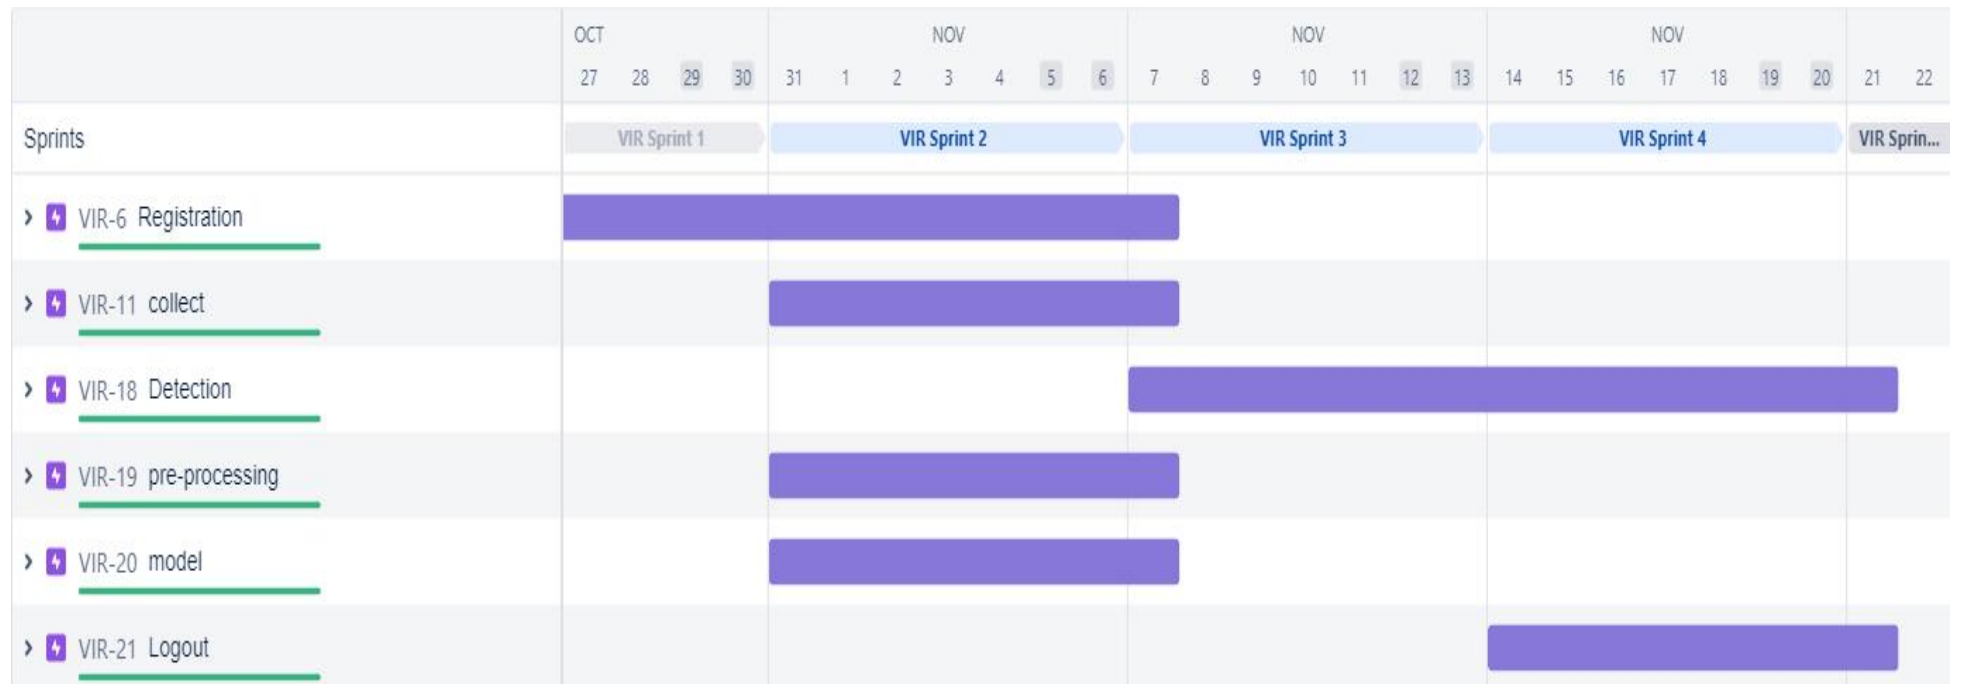 OCT NOV NOV NOV
27 28 29 30 31 1 2 3 4 5 6 7 8 9 10 11 12 13 14 15 16 17 18 19 20 21 22
Sprints VIR Sprint 1 VIR Sprint 2 VIR Sprint 3 VIR Sprint 4 VIR Sprin...
VIR-6 Registration
VIR-11 collect
VIR-18 Detection
VIR-19 pre-processing
VIR-20 model
VIR-21 Logout